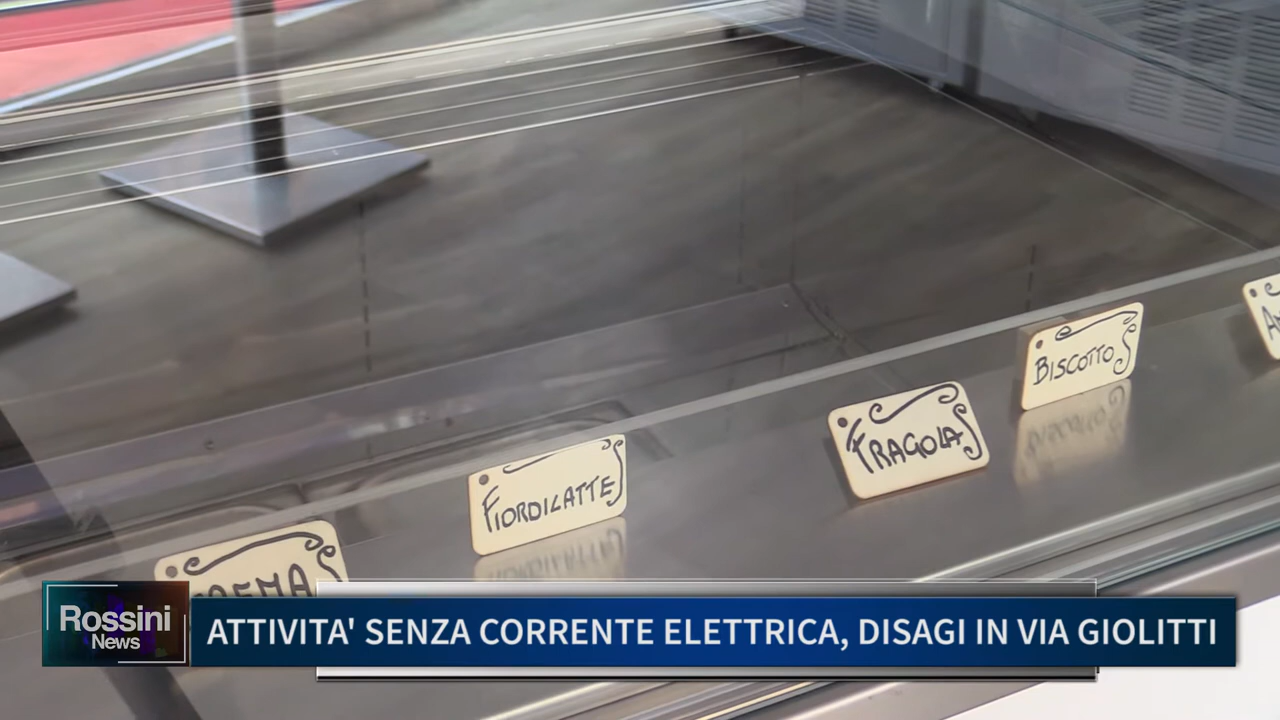 BISCOTTO
FRAGOLA
FIORDILATTE
Rossini
News
ATTIVITA' SENZA CORRENTE ELETTRICA, DISAGI IN VIA GIOLITTI